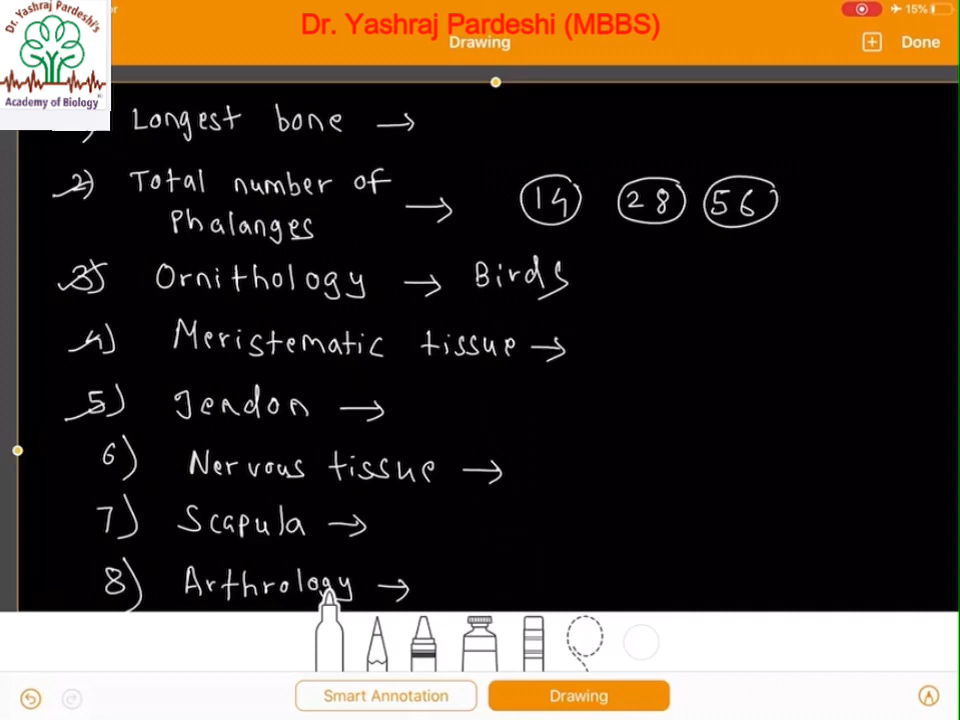 Dr. Yashraj Pardeshi (MBBS)
15%
Drawing
Done
Dr. Yashraj Pardeshi's
Academy of Biology
Longest bone →
2) Total number of
Phalanges → 14 28 56
3) Ornithology → Birds
4) Meristematic tissue →
5) Tendon →
6) Nervous tissue →
7) Scapula →
8) Arthrology →
Smart Annotation
Drawing